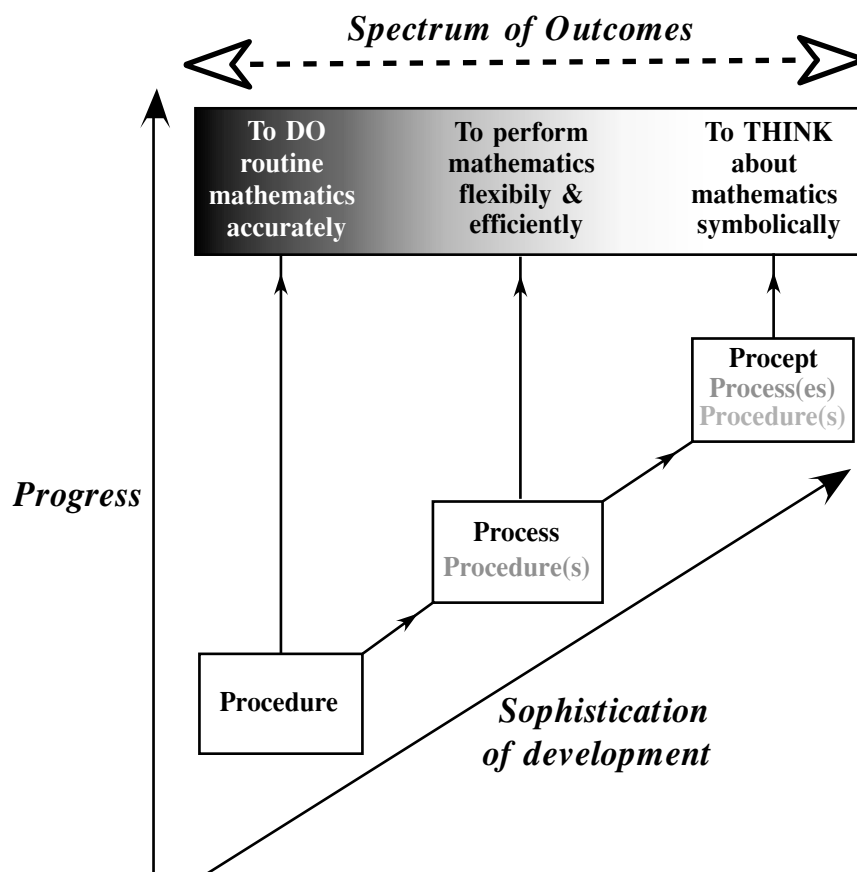 Spectrum of Outcomes
To DO
routine
mathematics
accurately
To perform
mathematics
flexibily &
efficiently
To THINK
about
mathematics
symbolically
Procept
Process(es)
Procedure(s)
Progress
Process
Procedure(s)
Procedure
Sophistication
of development